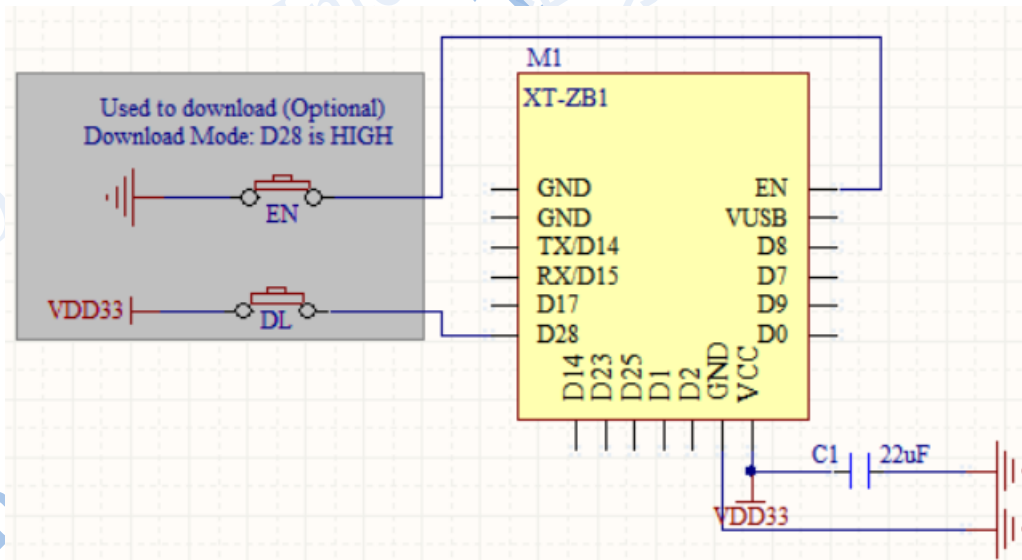 Used to download (Optional)
Download Mode: D28 is HIGH
EN
VDD33
DL
M1
XT-ZB1
GND
GND
TX/D14
RX/D15
D17
D28
EN
VUSB
D8
D7
D9
D0
D14
D23
D25
D1
D2
GND
VCC
C1
22uF
VDD33